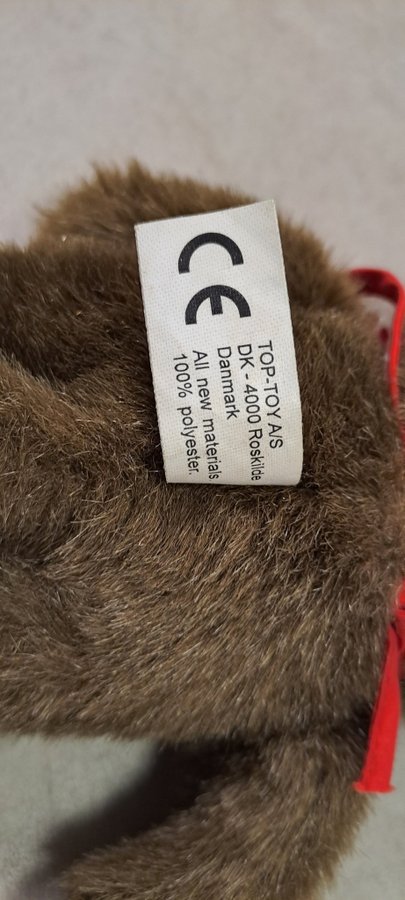 CE
TOP-TOY A/S
DK - 4000 Roskilde
Danmark
All new materials
100% polyester.